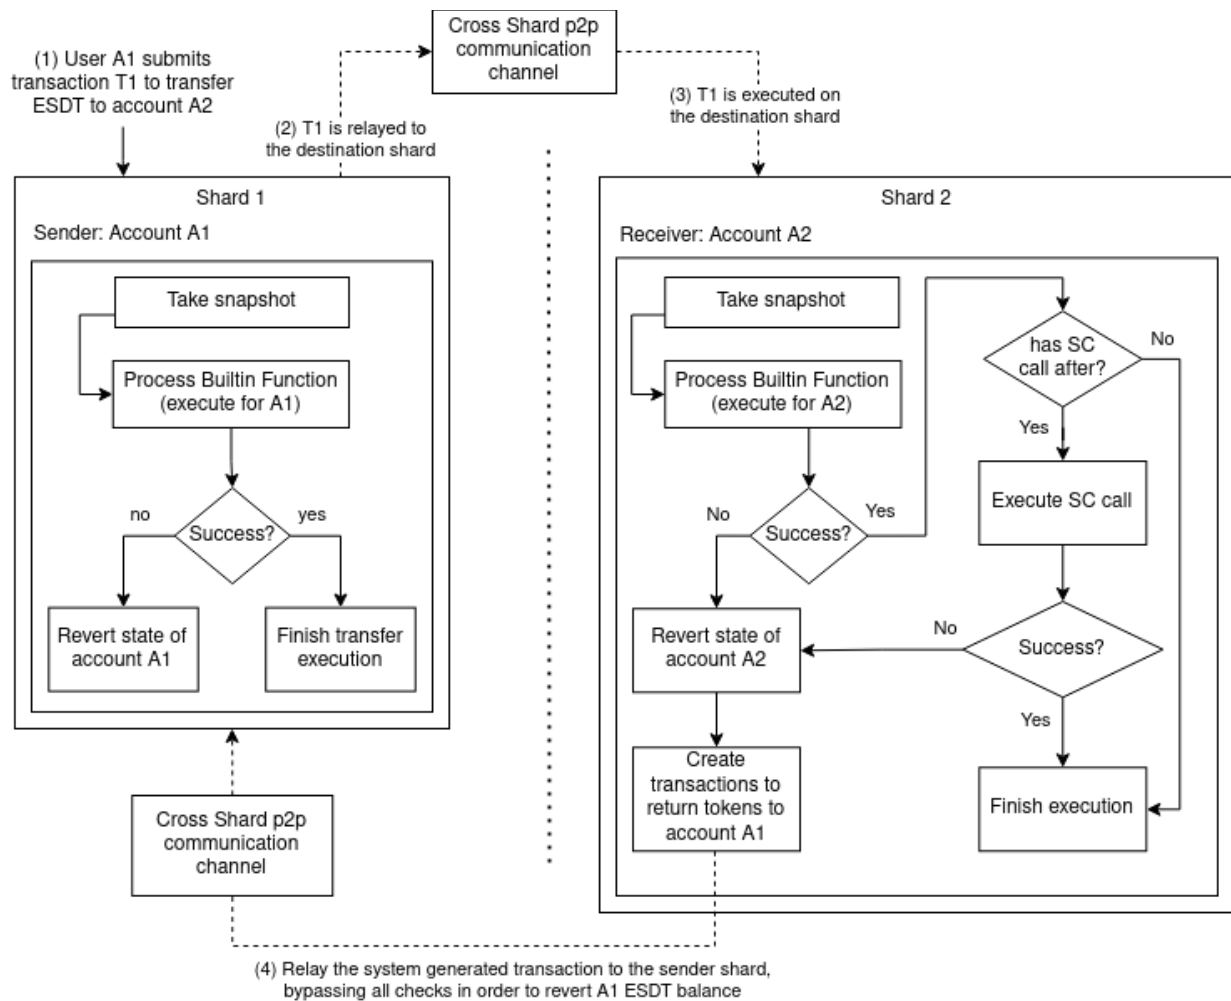 (1) User A1 submits
transaction T1 to transfer
ESDT to account A2
(2) T1 is relayed to
the destination shard
Cross Shard p2p
communication
channel
(3) T1 is executed on
the destination shard
Shard 1
Sender: Account A1
Take snapshot
Process Builtin Function
(execute for A1)
Success?
no
yes
Revert state of
account A1
Finish transfer
execution
Shard 2
Receiver: Account A2
Take snapshot
Process Builtin Function
(execute for A2)
Success?
No
Yes
has SC
call after?
No
Yes
Execute SC call
Success?
No
Yes
Revert state of
account A2
Create
transactions to
return tokens to
account A1
Finish execution
Cross Shard p2p
communication
channel
(4) Relay the system generated transaction to the sender shard,
bypassing all checks in order to revert A1 ESDT balance